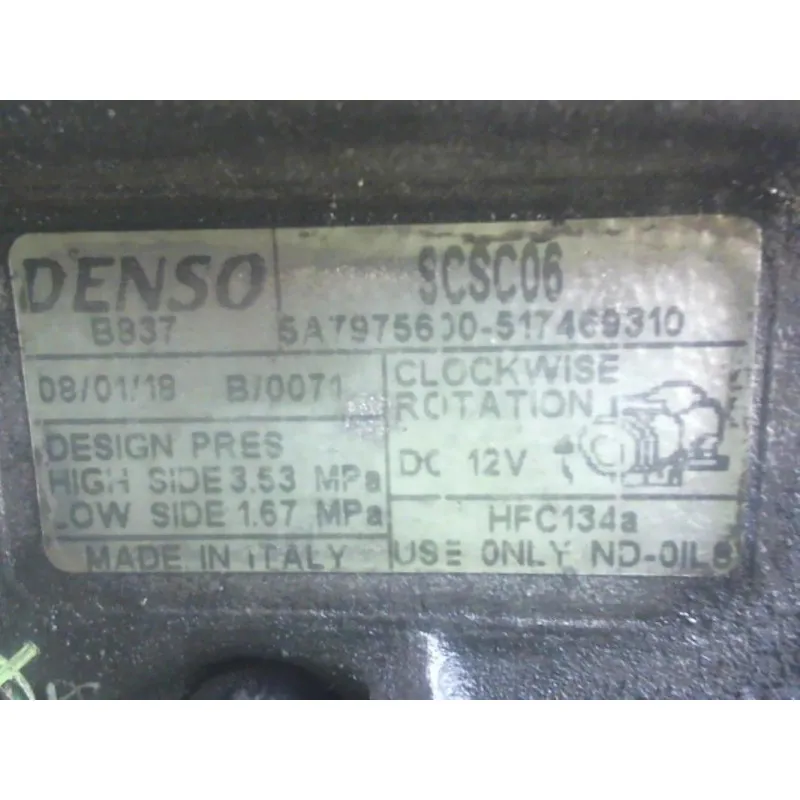 DENSO
SCSC06
B837
5A7975600-517469310
08/01/18 B/0071
CLOCKWISE
ROTATION
DESIGN PRES
HIGH SIDE 3.53 MPa
LOW SIDE 1.67 MPa
DC 12V
HFC134a
MADE IN ITALY
USE ONLY ND-OIL8